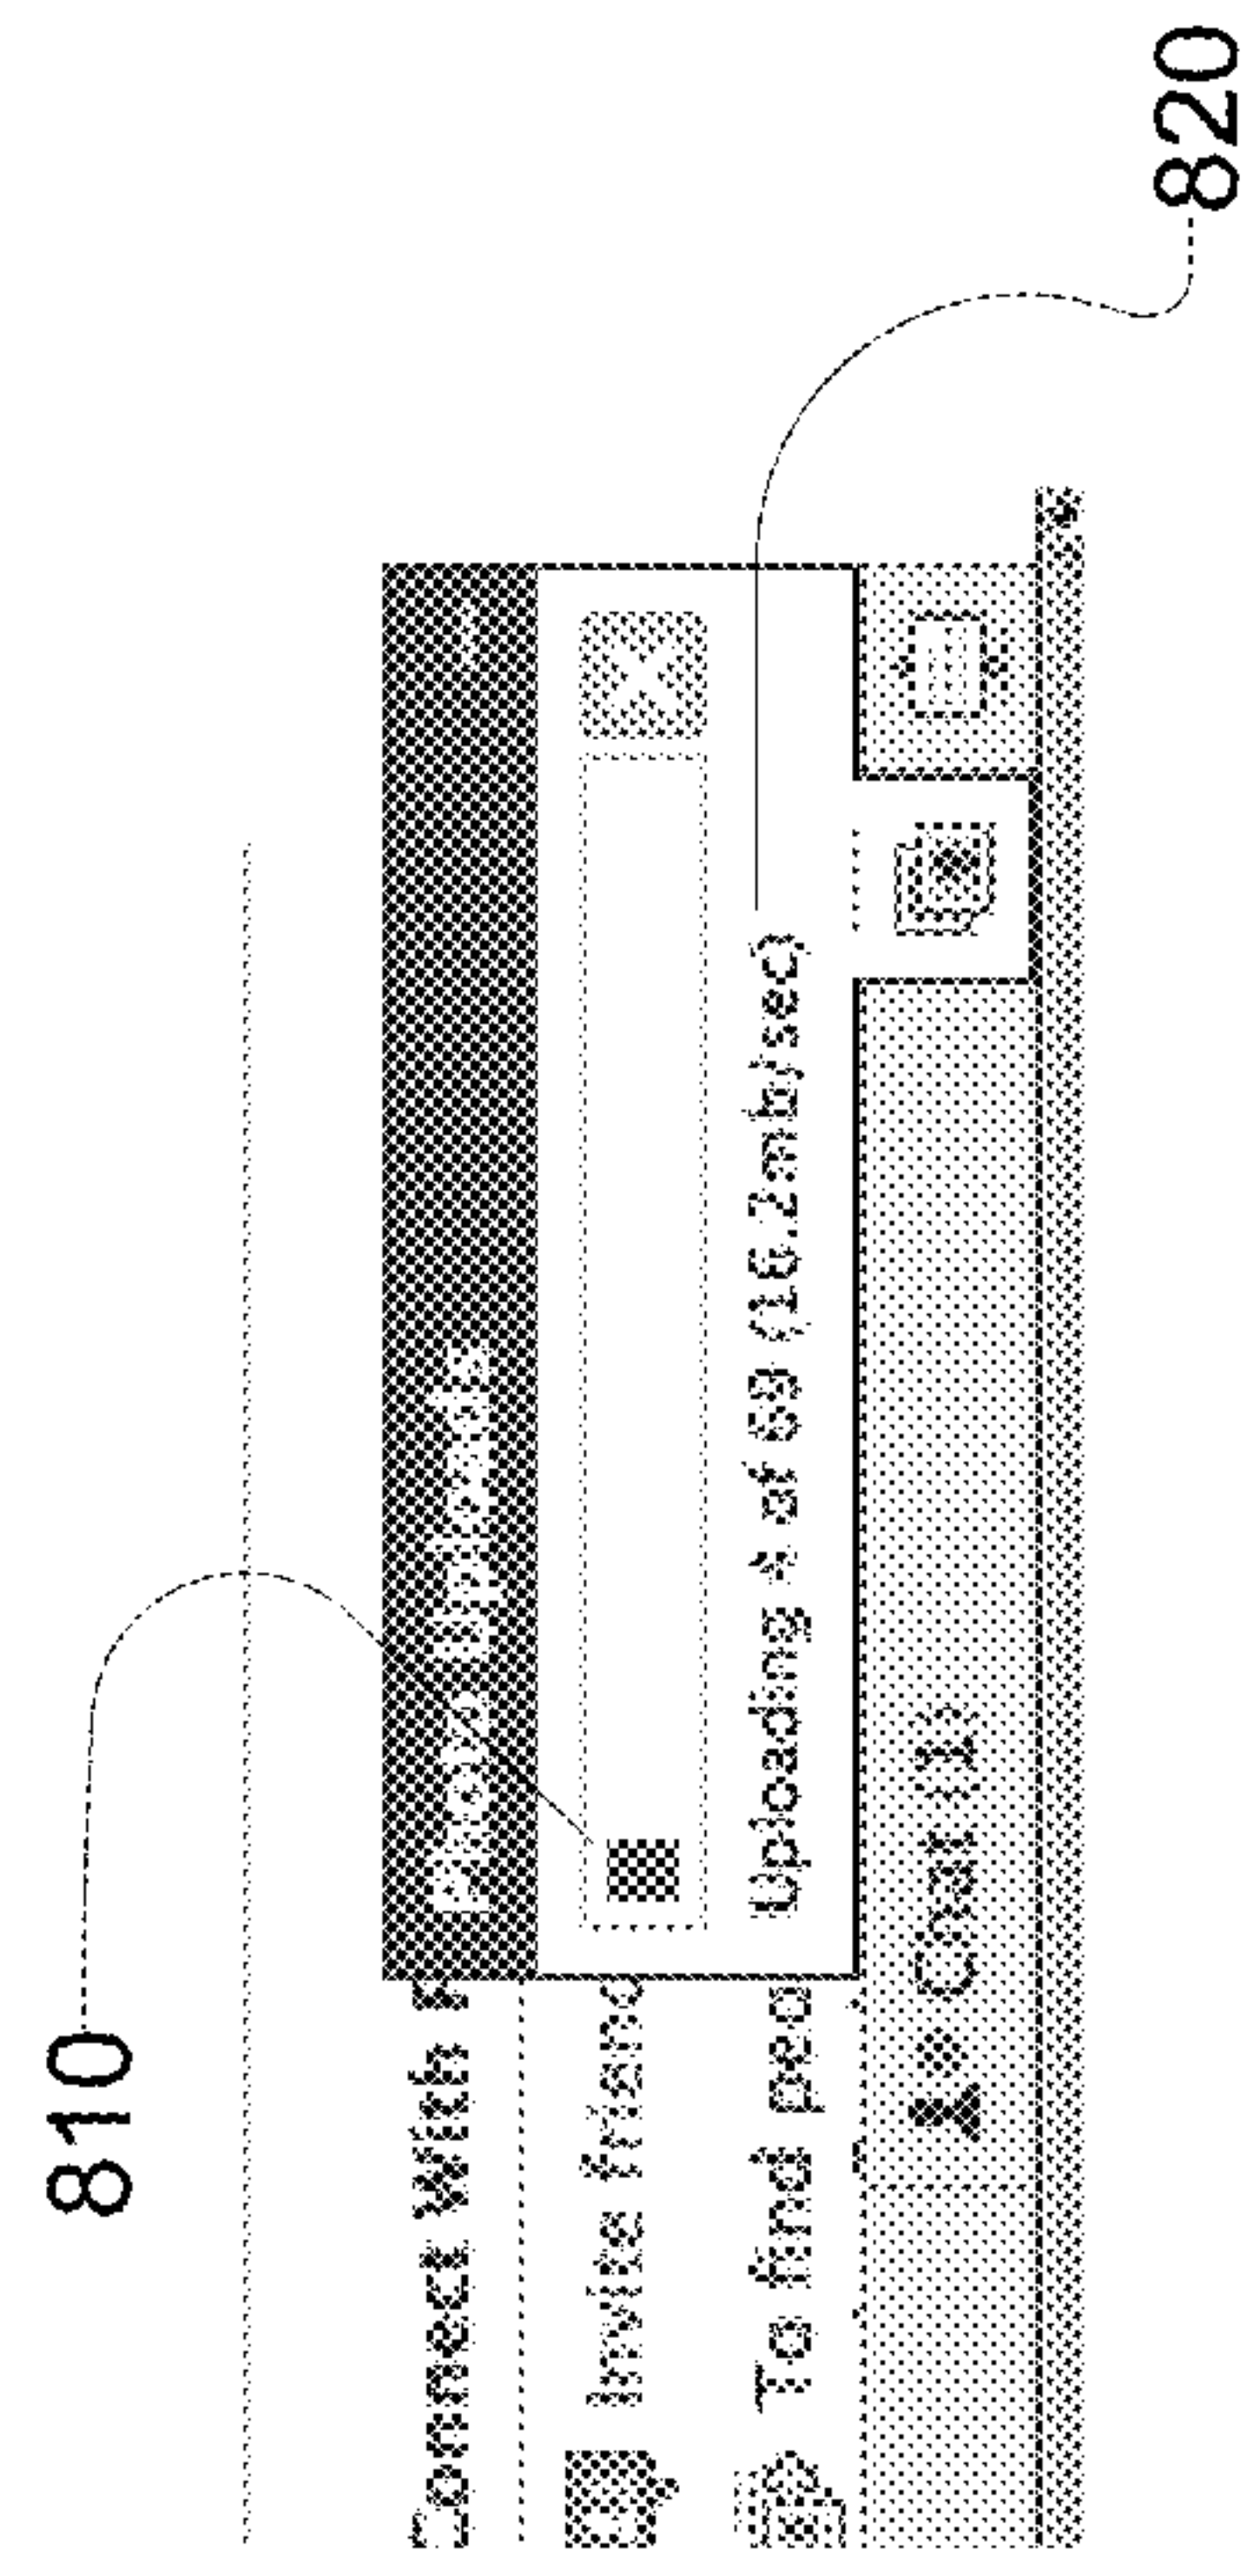 810
820
Connect With
Photo Uploads
Invite friend
Uploading 4 of 69 (16.2mb/sec)
To find peo
Chat (1)